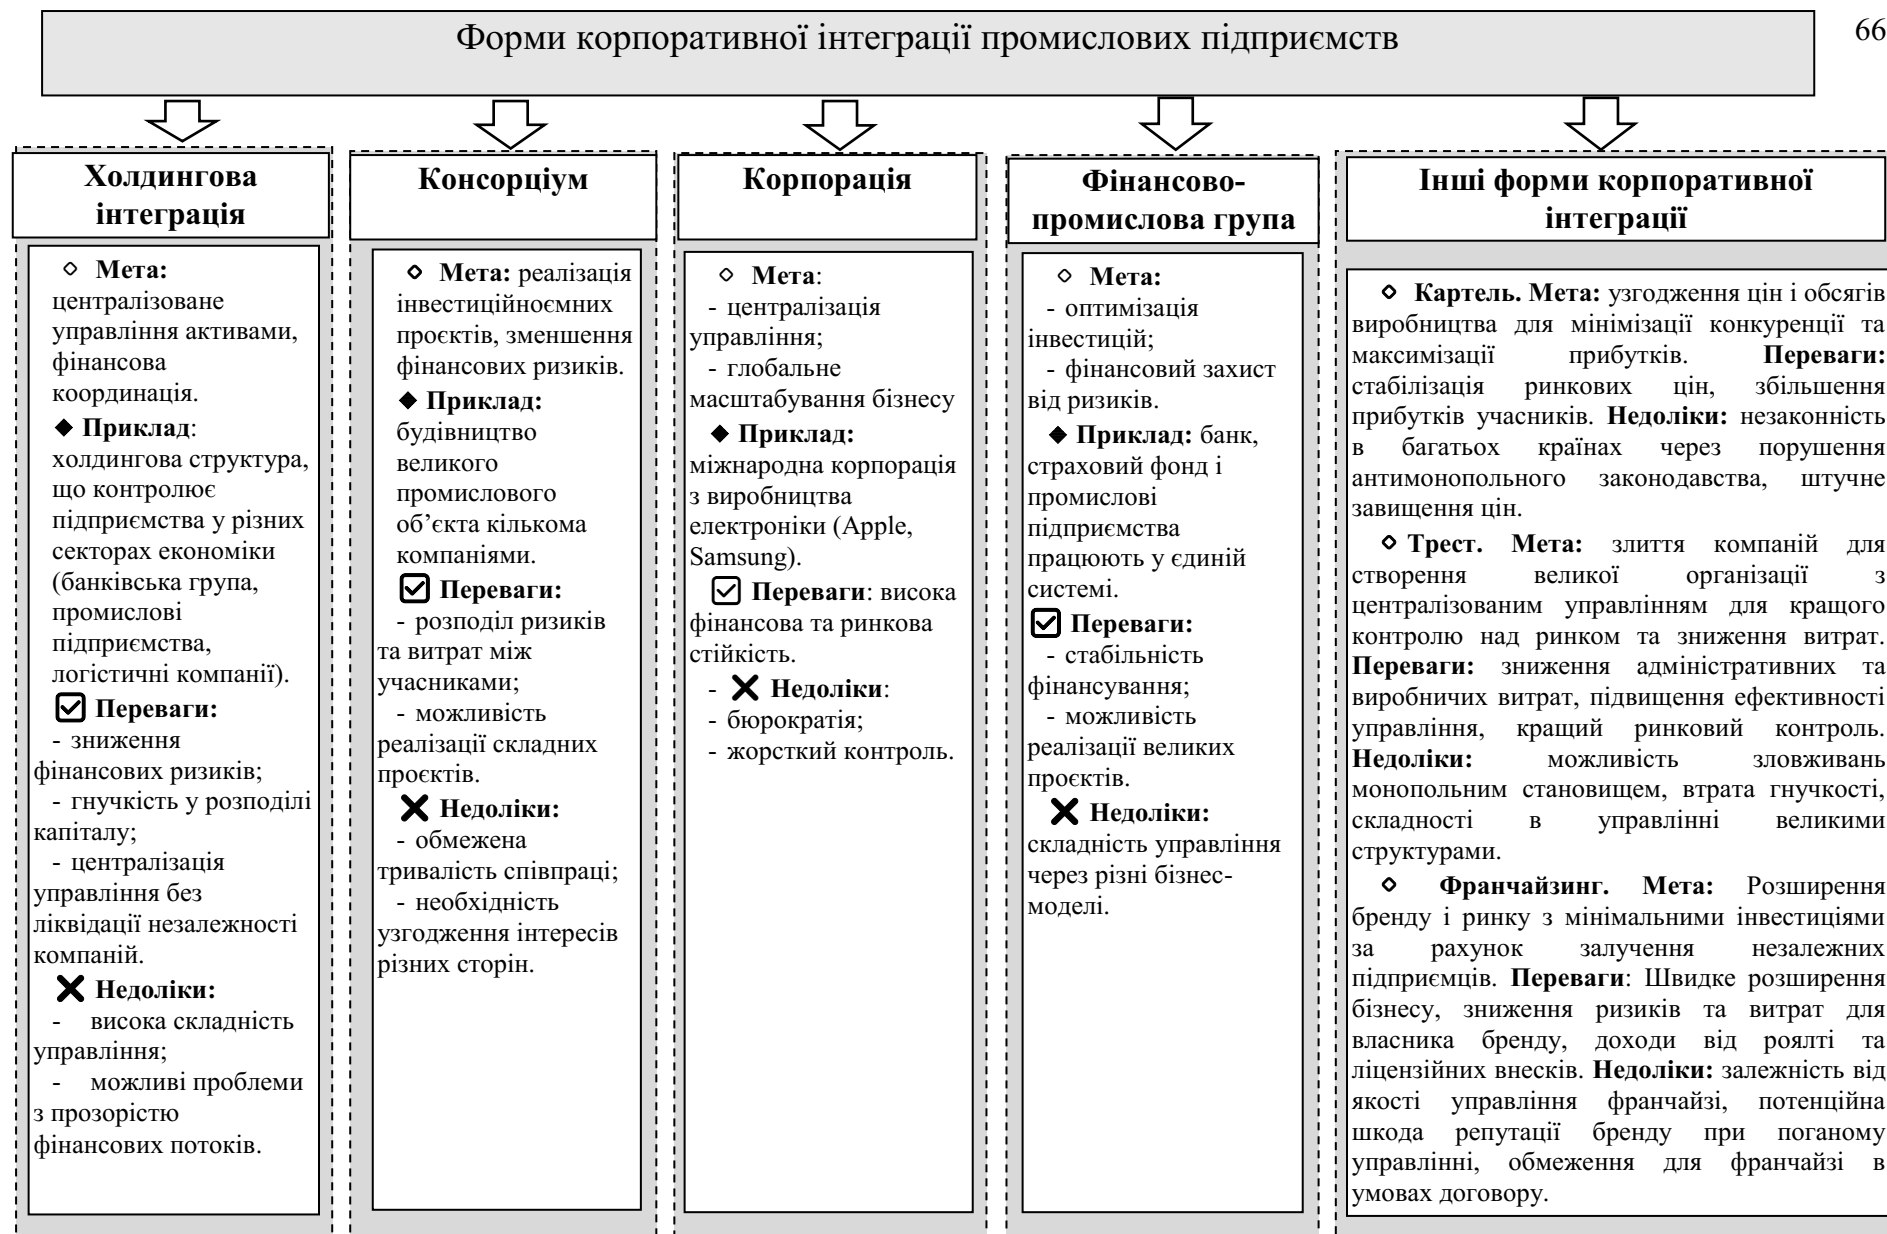 Форми корпоративної інтеграції промислових підприємств
66
Холдингова
інтеграція
⬦ Мета:
централізоване
управління активами,
фінансова
координація.
◆ Приклад:
холдингова структура,
що контролює
підприємства у різних
секторах економіки
(банківська група,
промислові
підприємства,
логістичні компанії).
☑ Переваги:
- зниження
фінансових ризиків;
- гнучкість у розподілі
капіталу;
- централізація
управління без
ліквідації незалежності
компаній.
❌ Недоліки:
- висока складність
управління;
- можливі проблеми
з прозорістю
фінансових потоків.
Консорціум
⬦ Мета: реалізація
інвестиційноємних
проєктів, зменшення
фінансових ризиків.
◆ Приклад:
будівництво
великого
промислового
об’єкта кількома
компаніями.
☑ Переваги:
- розподіл ризиків
та витрат між
учасниками;
- можливість
реалізації складних
проєктів.
❌ Недоліки:
- обмежена
тривалість співпраці;
- необхідність
узгодження інтересів
різних сторін.
Корпорація
⬦ Мета:
- централізація
управління;
- глобальне
масштабування бізнесу
◆ Приклад:
міжнародна корпорація
з виробництва
електроніки (Apple,
Samsung).
☑ Переваги: висока
фінансова та ринкова
стійкість.
- ❌ Недоліки:
- бюрократія;
- жорсткий контроль.
Фінансово-
промислова група
⬦ Мета:
- оптимізація
інвестицій;
- фінансовий захист
від ризиків.
◆ Приклад: банк,
страховий фонд і
промислові
підприємства
працюють у єдиній
системі.
☑ Переваги:
- стабільність
фінансування;
- можливість
реалізації великих
проєктів.
❌ Недоліки:
складність управління
через різні бізнес-
моделі.
Інші форми корпоративної
інтеграції
⬦ Картель. Мета: узгодження цін і обсягів
виробництва для мінімізації конкуренції та
максимізації прибутків. Переваги:
стабілізація ринкових цін, збільшення
прибутків учасників. Недоліки: незаконність
в багатьох країнах через порушення
антимонопольного законодавства, штучне
завищення цін.
⬦ Трест. Мета: злиття компаній для
створення великої організації з
централізованим управлінням для кращого
контролю над ринком та зниження витрат.
Переваги: зниження адміністративних та
виробничих витрат, підвищення ефективності
управління, кращий ринковий контроль.
Недоліки: можливість зловживань
монопольним становищем, втрата гнучкості,
складності в управлінні великими
структурами.
⬦ Франчайзинг. Мета: Розширення
бренду і ринку з мінімальними інвестиціями
за рахунок залучення незалежних
підприємців. Переваги: Швидке розширення
бізнесу, зниження ризиків та витрат для
власника бренду, доходи від роялті та
ліцензійних внесків. Недоліки: залежність від
якості управління франчайзі, потенційна
шкода репутації бренду при поганому
управлінні, обмеження для франчайзі в
умовах договору.